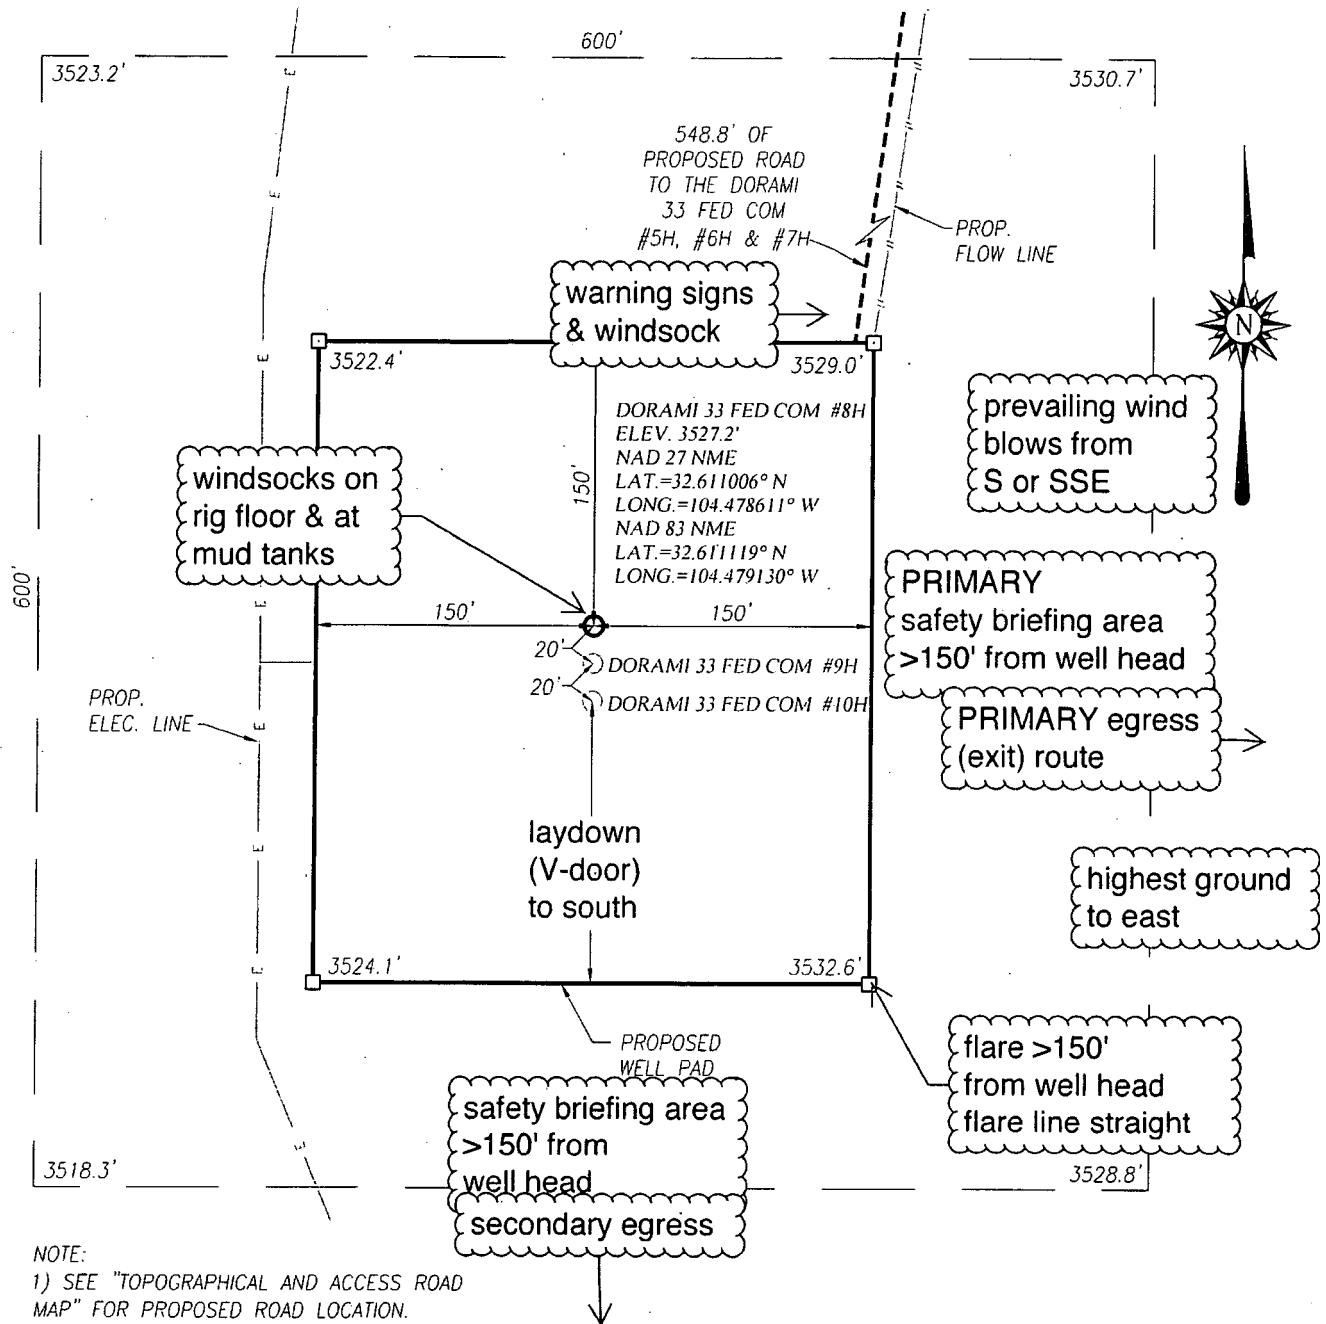 600'
3523.2'
3530.7'
548.8' OF
PROPOSED ROAD
TO THE DORAMI
33 FED COM
#5H, #6H & #7H
PROP.
FLOW LINE
E
E
E
E
E
E
E
E
E
N
warning signs
& windsock
3522.4'
3529.0'
DORAMI 33 FED COM #8H
ELEV. 3527.2'
NAD 27 NME
LAT.=32.611006° N
LONG.=104.478611° W
NAD 83 NME
LAT.=32.611119° N
LONG.=104.479130° W
150'
prevailing wind
blows from
S or SSE
windsocks on
rig floor & at
mud tanks
600'
150'
150'
PRIMARY
safety briefing area
>150' from well head
20'
DORAMI 33 FED COM #9H
20'
DORAMI 33 FED COM #10H
PROP.
ELEC. LINE
PRIMARY egress
(exit) route
laydown
(V-door)
to south
highest ground
to east
3524.1'
3532.6'
PROPOSED
WELL PAD
flare >150'
from well head
flare line straight
safety briefing area
>150' from
well head
secondary egress
3518.3'
3528.8'
NOTE:
1) SEE "TOPOGRAPHICAL AND ACCESS ROAD
MAP" FOR PROPOSED ROAD LOCATION.